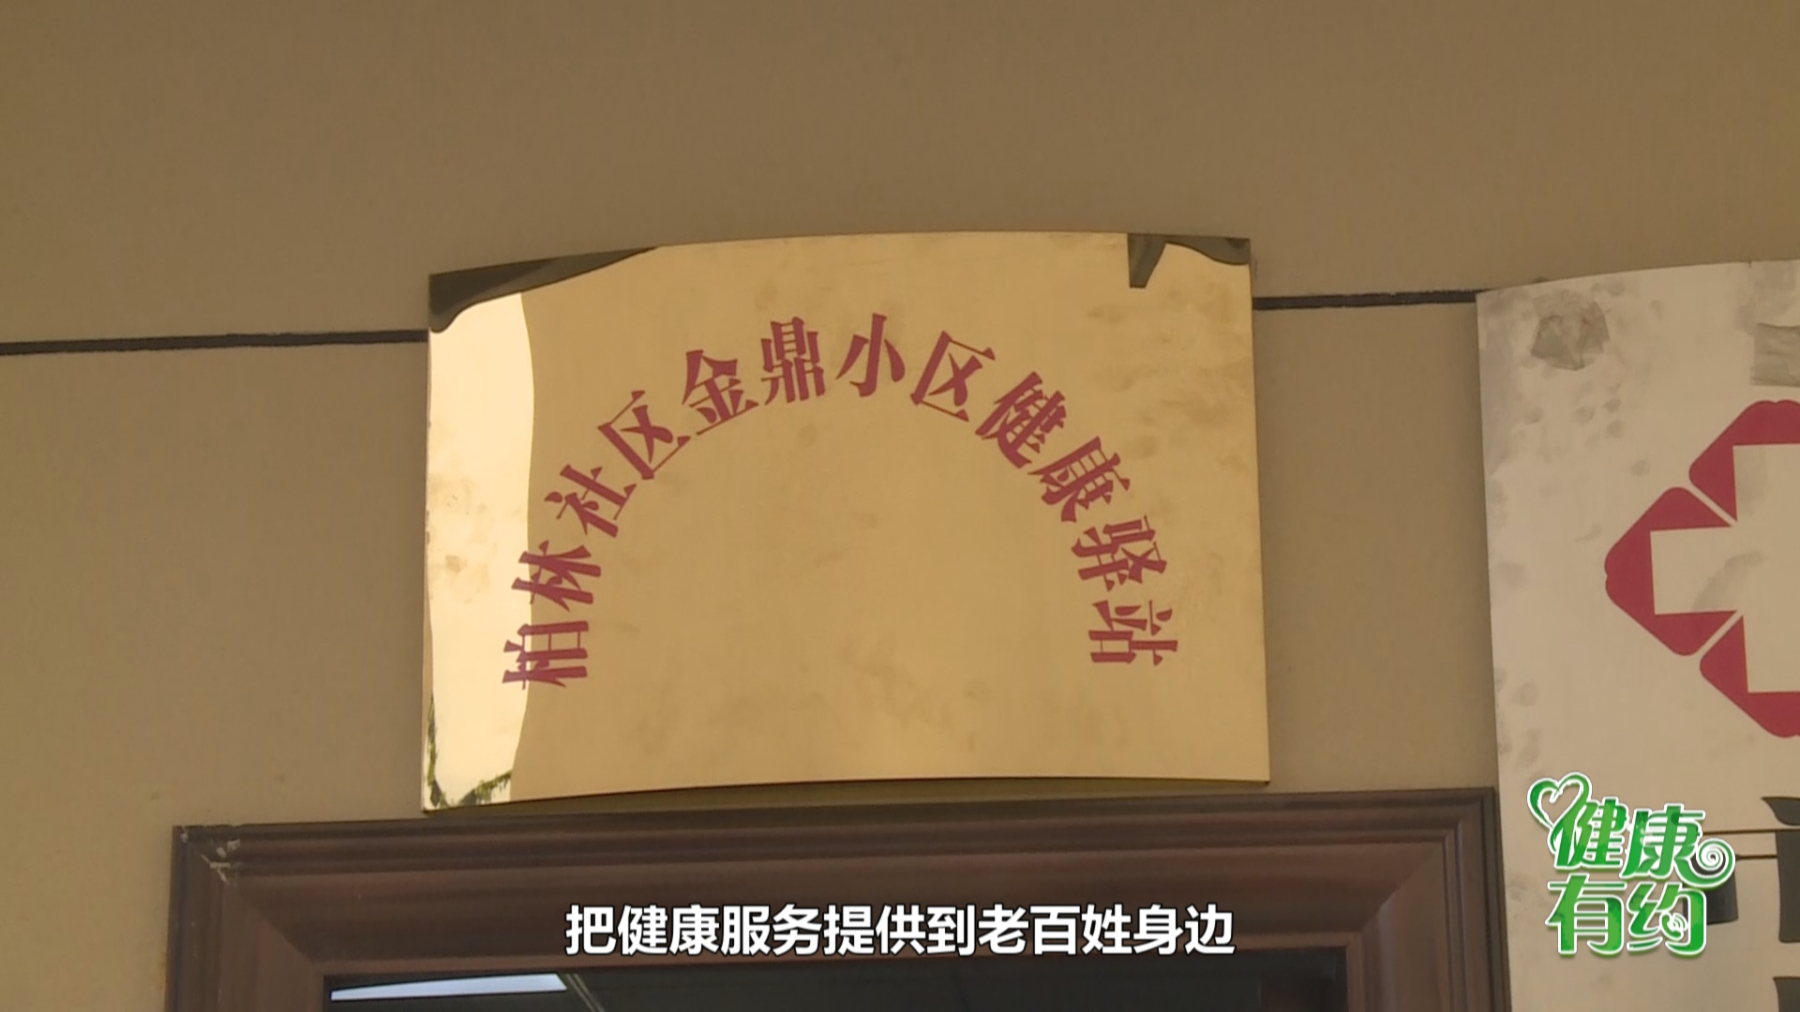 柏林社区金鼎小区健康驿站
健康
有约
把健康服务提供到老百姓身边